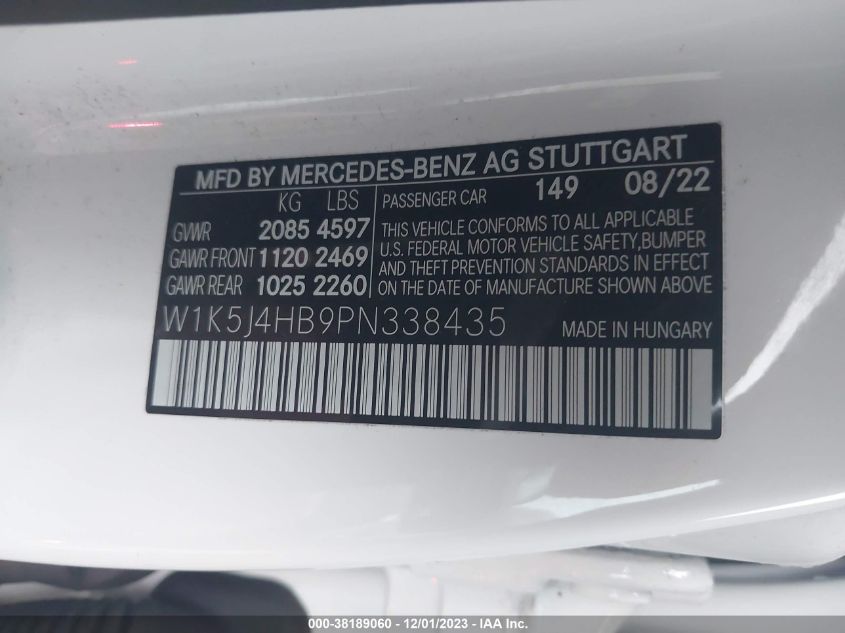 MFD BY MERCEDES-BENZ AG STUTTGART
KG LBS
GVWR 2085 4597
GAWR FRONT 1120 2469
GAWR REAR 1025 2260
PASSENGER CAR 149 08/22
THIS VEHICLE CONFORMS TO ALL APPLICABLE
U.S. FEDERAL MOTOR VEHICLE SAFETY,BUMPER
AND THEFT PREVENTION STANDARDS IN EFFECT
ON THE DATE OF MANUFACTURE SHOWN ABOVE
W1K5J4HB9PN338435 MADE IN HUNGARY
000-38189060 - 12/01/2023 - IAA Inc.